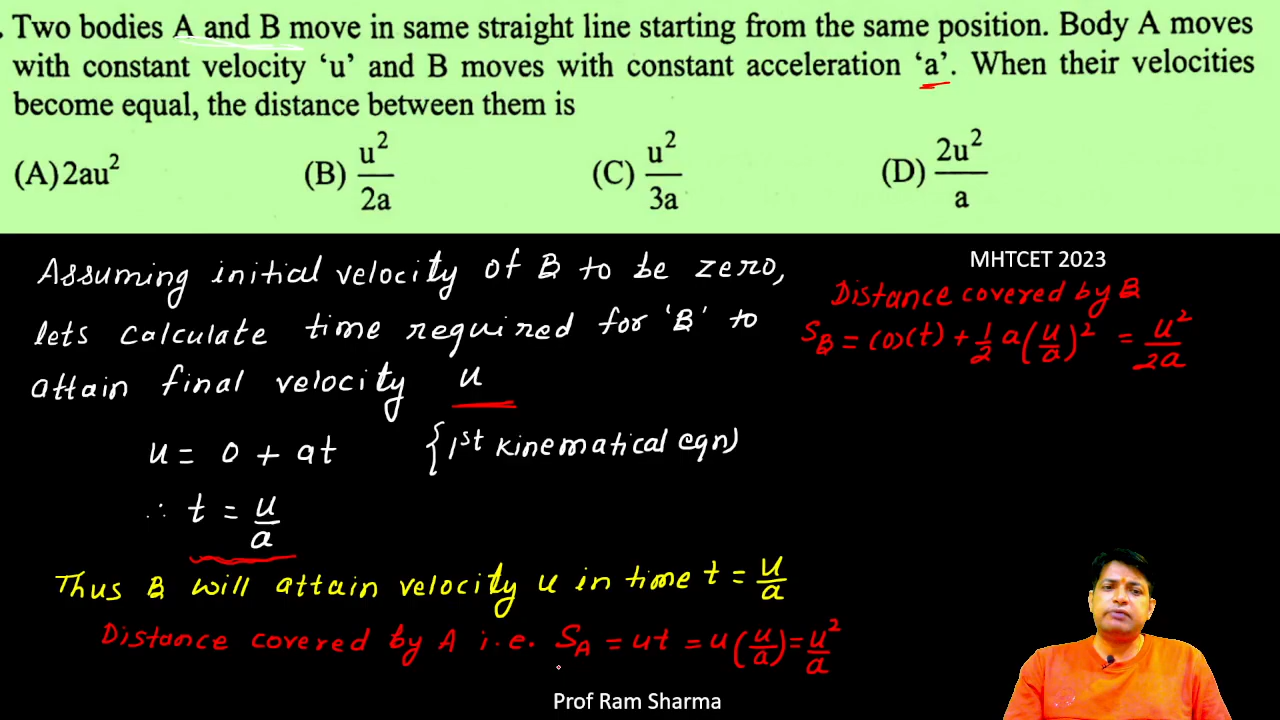 . Two bodies A and B move in same straight line starting from the same position. Body A moves
with constant velocity ‘u’ and B moves with constant acceleration ‘a’. When their velocities
become equal, the distance between them is
(A) 2au² (B) u²/2a (C) u²/3a (D) 2u²/a
MHTCET 2023
Assuming initial velocity of B to be zero,
lets calculate time required for ‘B’ to
attain final velocity u
u = 0 + at {1st kinematical eqn)
∴ t = u/a
Thus B will attain velocity u in time t = u/a
Distance covered by A i.e. S_A = ut = u(u/a) = u²/a
Distance covered by B
S_B = (0)(t) + 1/2 a(u/a)² = u²/2a
Prof Ram Sharma